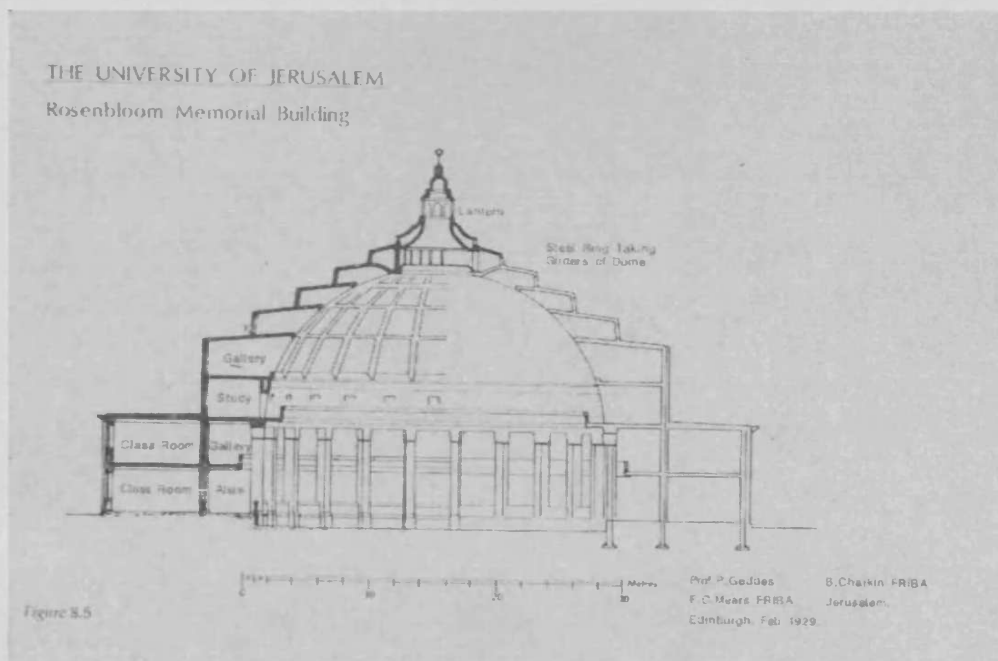 THE UNIVERSITY OF JERUSALEM
Rosenbloom Memorial Building
Lantern
Steel Ring Taking
Girders of Dome
Gallery
Study
Class Room Gallery
Class Room Aisle
Metres
0 10 20 30
Prof P. Geddes B. Chaikin FRIBA
F.C. Mears FRIBA Jerusalem.
Edinburgh. Feb 1929.
Figure 8.5